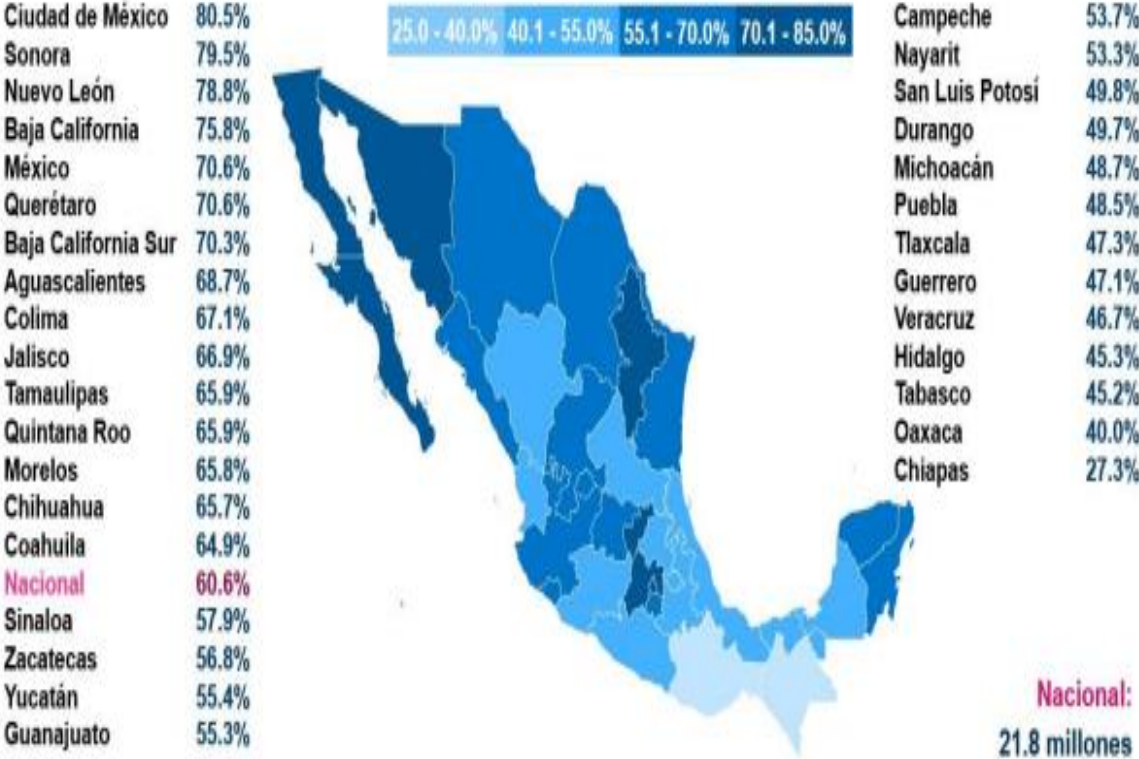 Ciudad de México 80.5%
Sonora 79.5%
Nuevo León 78.8%
Baja California 75.8%
México 70.6%
Querétaro 70.6%
Baja California Sur 70.3%
Aguascalientes 68.7%
Colima 67.1%
Jalisco 66.9%
Tamaulipas 65.9%
Quintana Roo 65.9%
Morelos 65.8%
Chihuahua 65.7%
Coahuila 64.9%
Nacional 60.6%
Sinaloa 57.9%
Zacatecas 56.8%
Yucatán 55.4%
Guanajuato 55.3%
25.0 - 40.0% 40.1 - 55.0% 55.1 - 70.0% 70.1 - 85.0%
Campeche 53.7%
Nayarit 53.3%
San Luis Potosí 49.8%
Durango 49.7%
Michoacán 48.7%
Puebla 48.5%
Tlaxcala 47.3%
Guerrero 47.1%
Veracruz 46.7%
Hidalgo 45.3%
Tabasco 45.2%
Oaxaca 40.0%
Chiapas 27.3%
Nacional:
21.8 millones